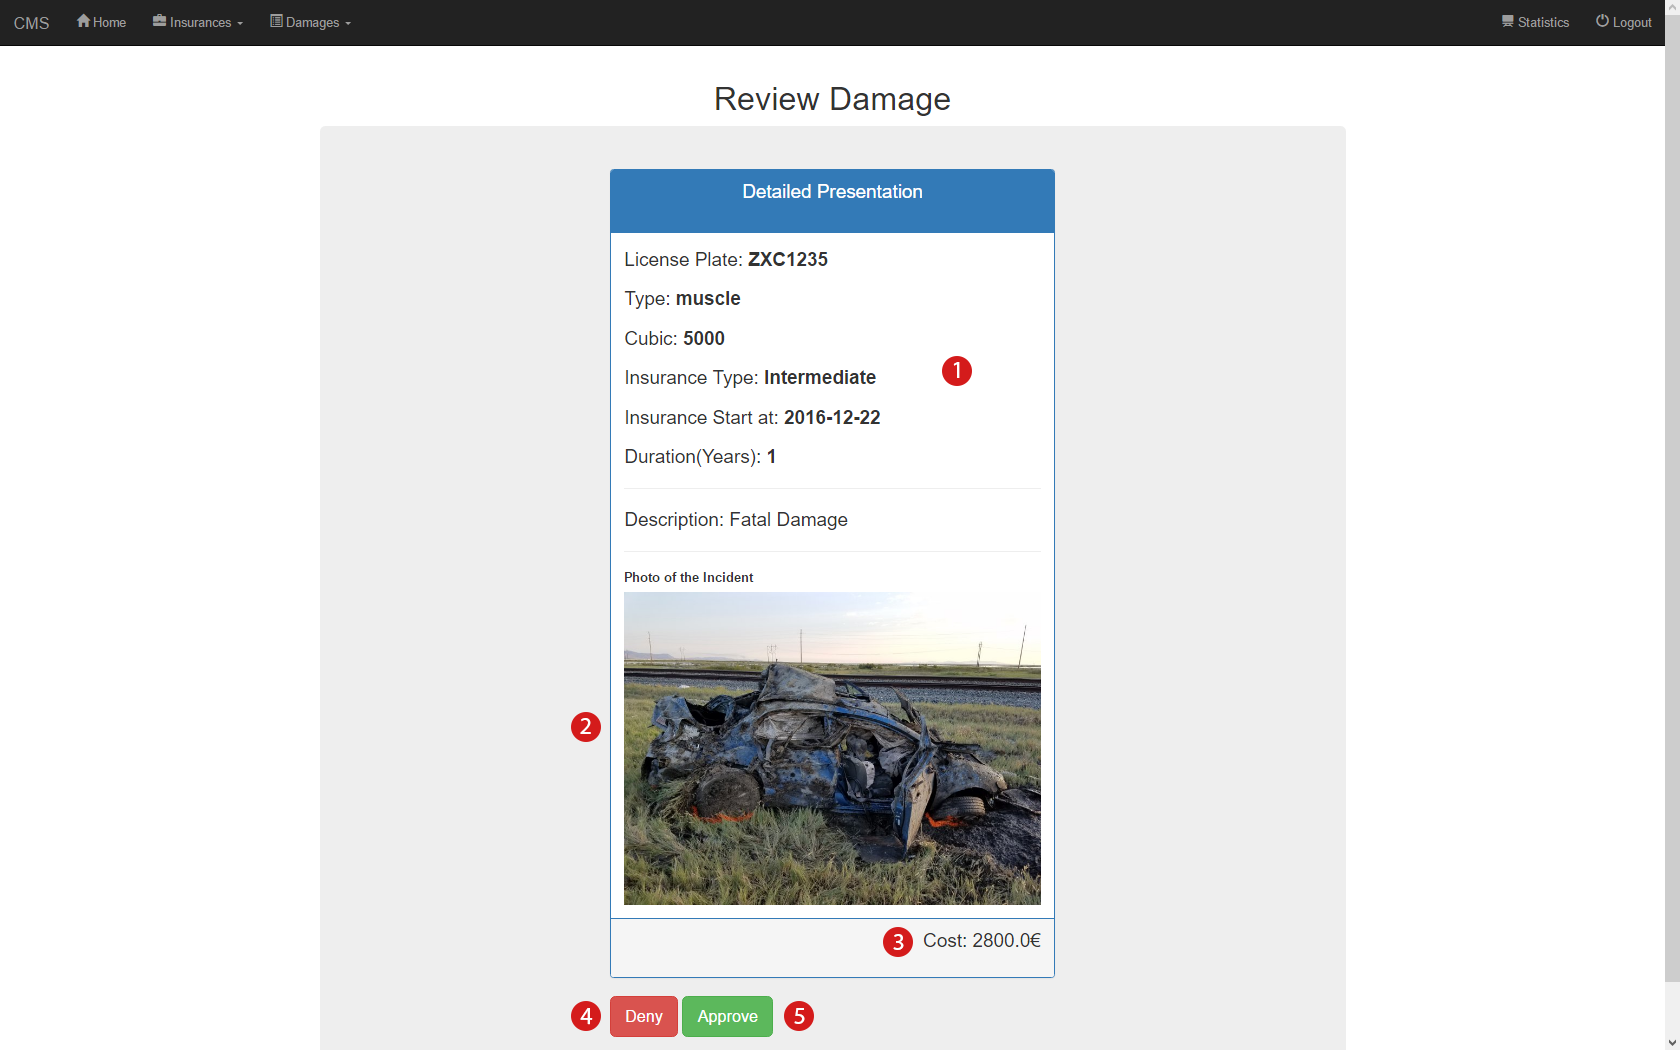 CMS Home Insurances Damages Statistics Logout
Review Damage
Detailed Presentation
License Plate: ZXC1235
Type: muscle
Cubic: 5000
1
Insurance Type: Intermediate
Insurance Start at: 2016-12-22
Duration(Years): 1
Description: Fatal Damage
Photo of the Incident
2
3 Cost: 2800.0€
4 Deny Approve 5